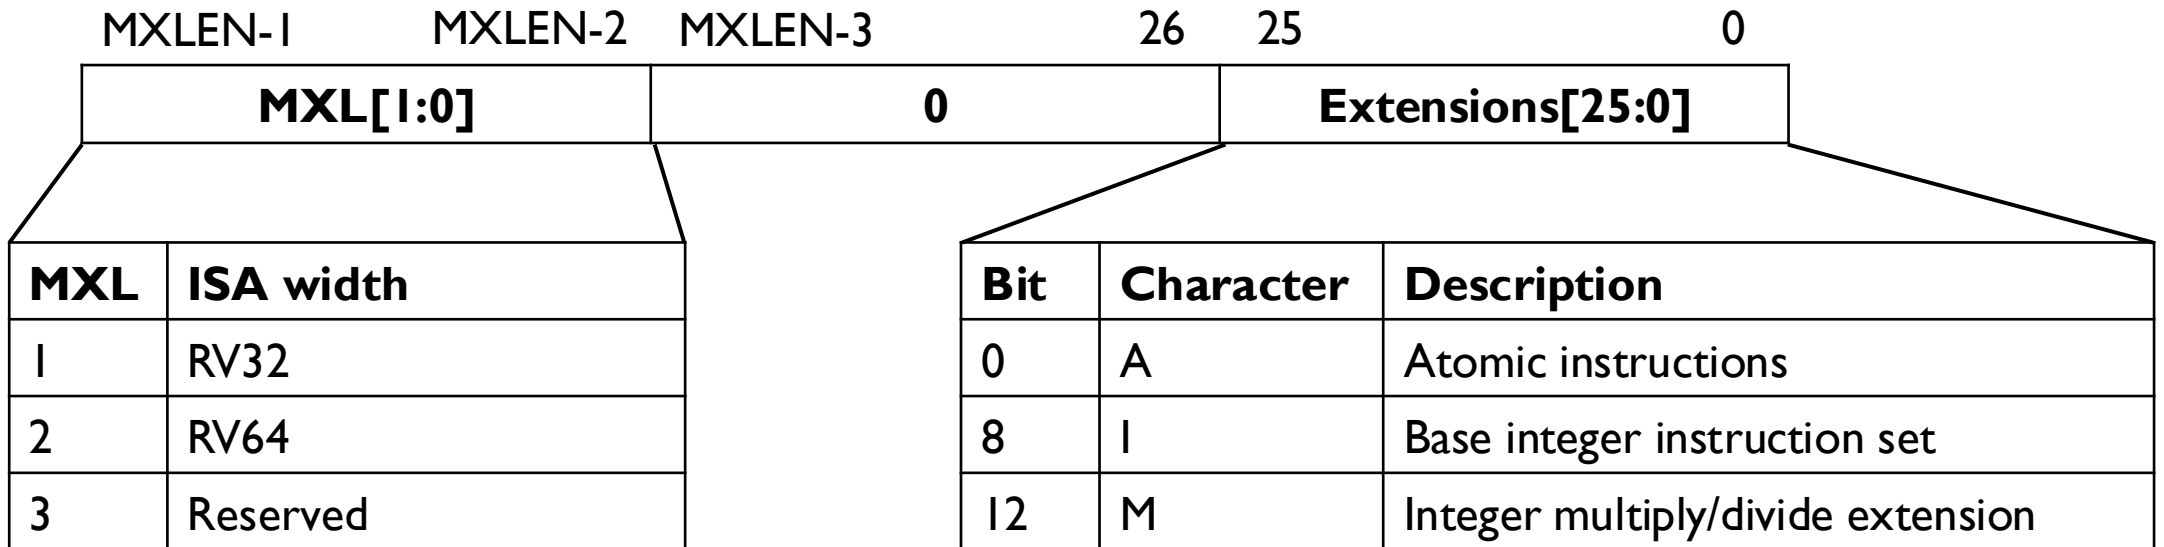 MXLEN-1 MXLEN-2 MXLEN-3 26 25 0
MXL[1:0] 0 Extensions[25:0]
MXL ISA width
1 RV32
2 RV64
3 Reserved
Bit Character Description
0 A Atomic instructions
8 I Base integer instruction set
12 M Integer multiply/divide extension